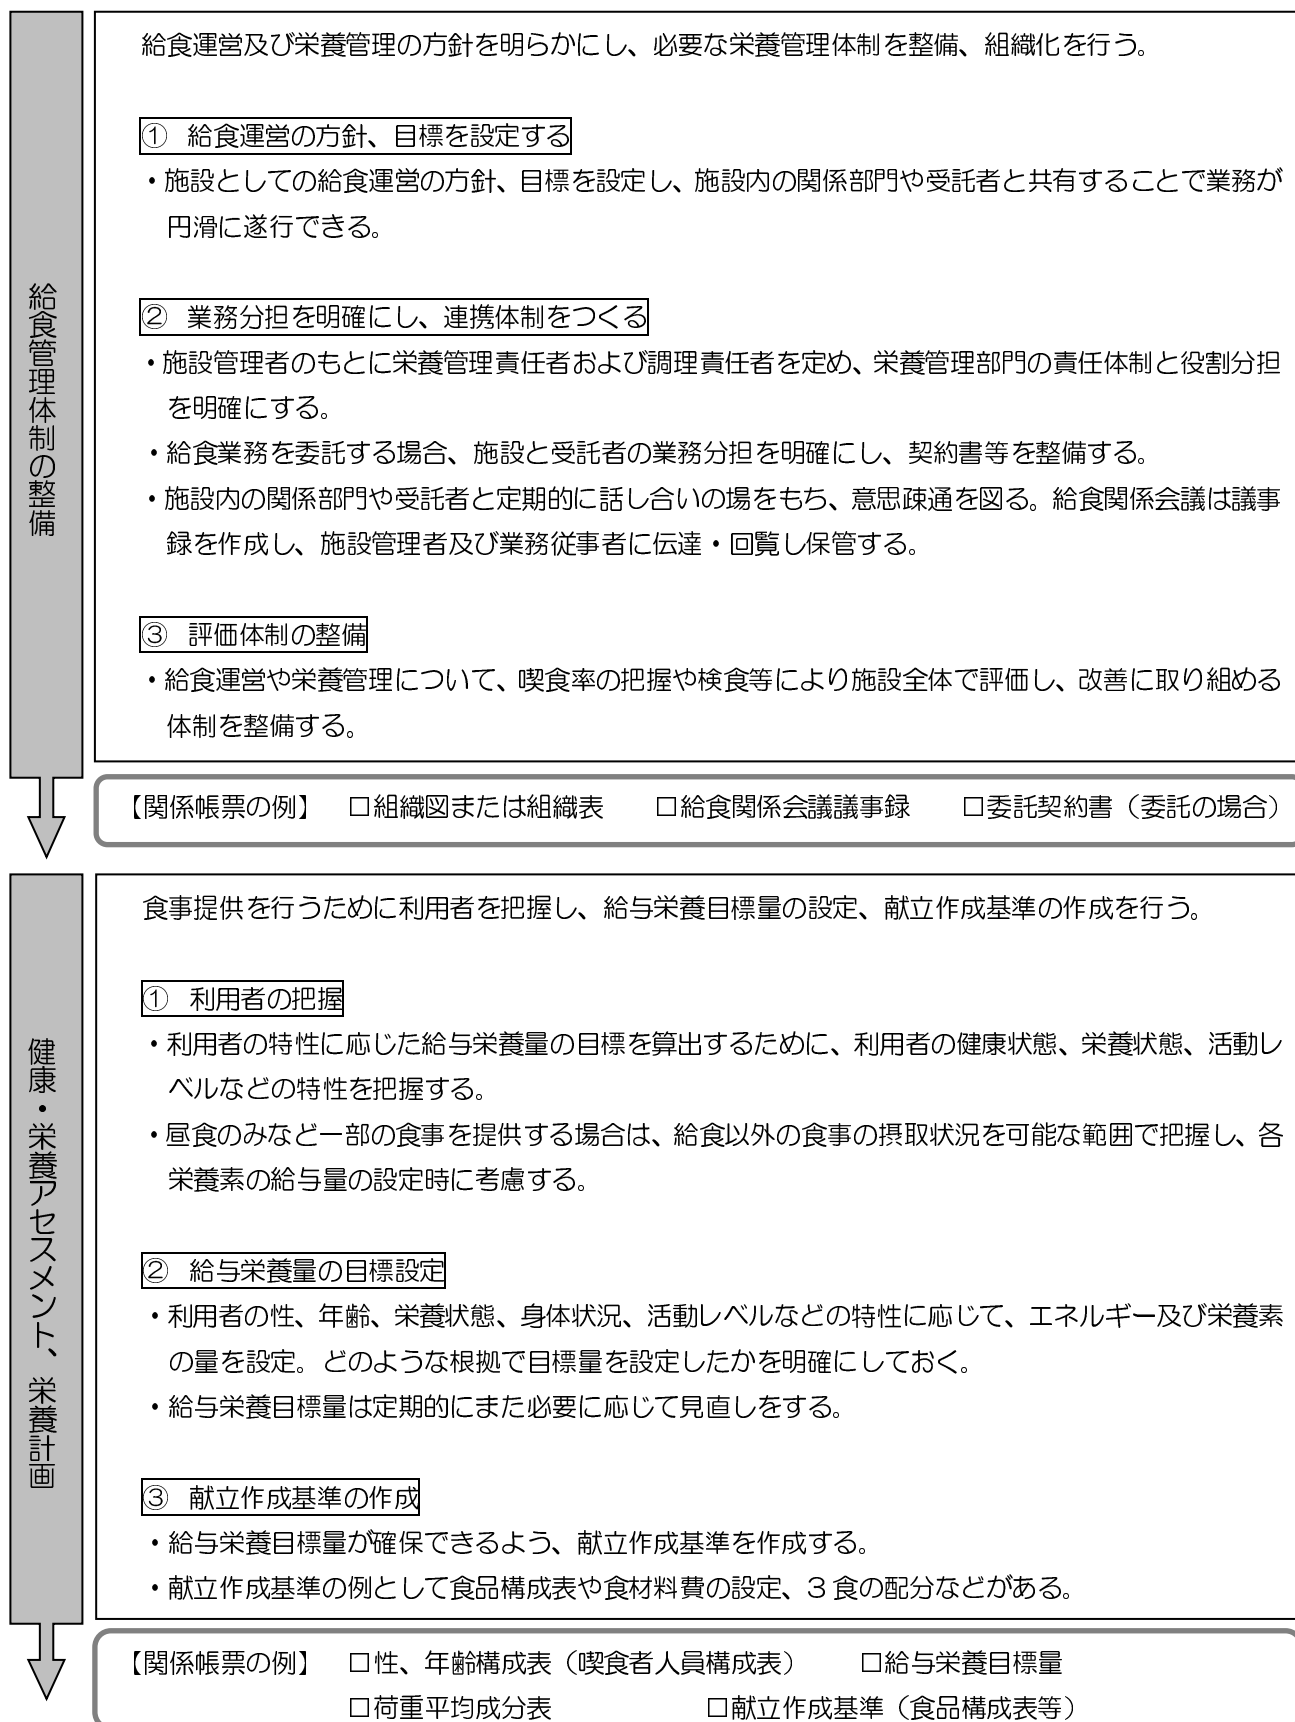 給食管理体制の整備
給食運営及び栄養管理の方針を明らかにし、必要な栄養管理体制を整備、組織化を行う。
① 給食運営の方針、目標を設定する
・施設としての給食運営の方針、目標を設定し、施設内の関係部門や受託者と共有することで業務が
円滑に遂行できる。
② 業務分担を明確にし、連携体制をつくる
・施設管理者のもとに栄養管理責任者および調理責任者を定め、栄養管理部門の責任体制と役割分担
を明確にする。
・給食業務を委託する場合、施設と受託者の業務分担を明確にし、契約書等を整備する。
・施設内の関係部門や受託者と定期的に話し合いの場をもち、意思疎通を図る。給食関係会議は議事
録を作成し、施設管理者及び業務従事者に伝達・回覧し保管する。
③ 評価体制の整備
・給食運営や栄養管理について、喫食率の把握や検食等により施設全体で評価し、改善に取り組める
体制を整備する。
【関係帳票の例】 □組織図または組織表 □給食関係会議議事録 □委託契約書（委託の場合）
健康・栄養アセスメント、栄養計画
食事提供を行うために利用者を把握し、給与栄養目標量の設定、献立作成基準の作成を行う。
① 利用者の把握
・利用者の特性に応じた給与栄養量の目標を算出するために、利用者の健康状態、栄養状態、活動レ
ベルなどの特性を把握する。
・昼食のみなど一部の食事を提供する場合は、給食以外の食事の摂取状況を可能な範囲で把握し、各
栄養素の給与量の設定時に考慮する。
② 給与栄養量の目標設定
・利用者の性、年齢、栄養状態、身体状況、活動レベルなどの特性に応じて、エネルギー及び栄養素
の量を設定。どのような根拠で目標量を設定したかを明確にしておく。
・給与栄養目標量は定期的にまた必要に応じて見直しをする。
③ 献立作成基準の作成
・給与栄養目標量が確保できるよう、献立作成基準を作成する。
・献立作成基準の例として食品構成表や食材料費の設定、３食の配分などがある。
【関係帳票の例】 □性、年齢構成表（喫食者人員構成表） □給与栄養目標量
□荷重平均成分表 □献立作成基準（食品構成表等）